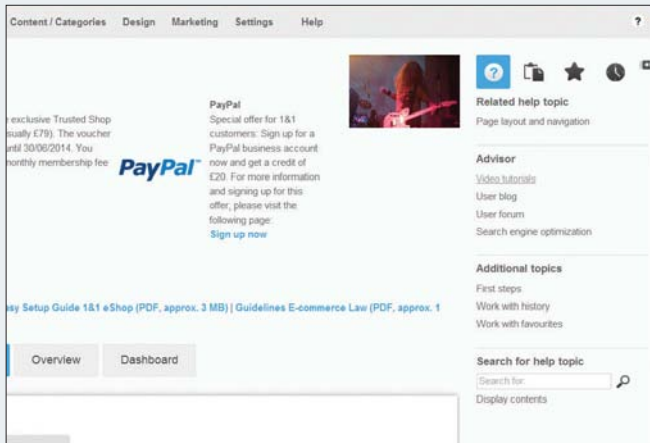 Content / Categories Design Marketing Settings Help ?
exclusive Trusted Shop
sually £79). The voucher
until 30/06/2014. You
monthly membership fee
PayPal™
PayPal
Special offer for 1&1
customers: Sign up for a
PayPal business account
now and get a credit of
£20. For more information
and signing up for this
offer, please visit the
following page:
Sign up now
asy Setup Guide 1&1 eShop (PDF, approx. 3 MB) | Guidelines E-commerce Law (PDF, approx. 1
Overview Dashboard
?
Related help topic
Page layout and navigation
Advisor
Video tutorials
User blog
User forum
Search engine optimization
Additional topics
First steps
Work with history
Work with favourites
Search for help topic
Search for:
Display contents